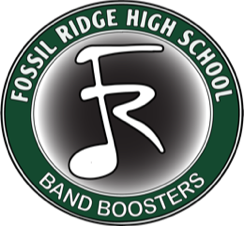 FOSSIL RIDGE HIGH SCHOOL
FR
BAND BOOSTERS